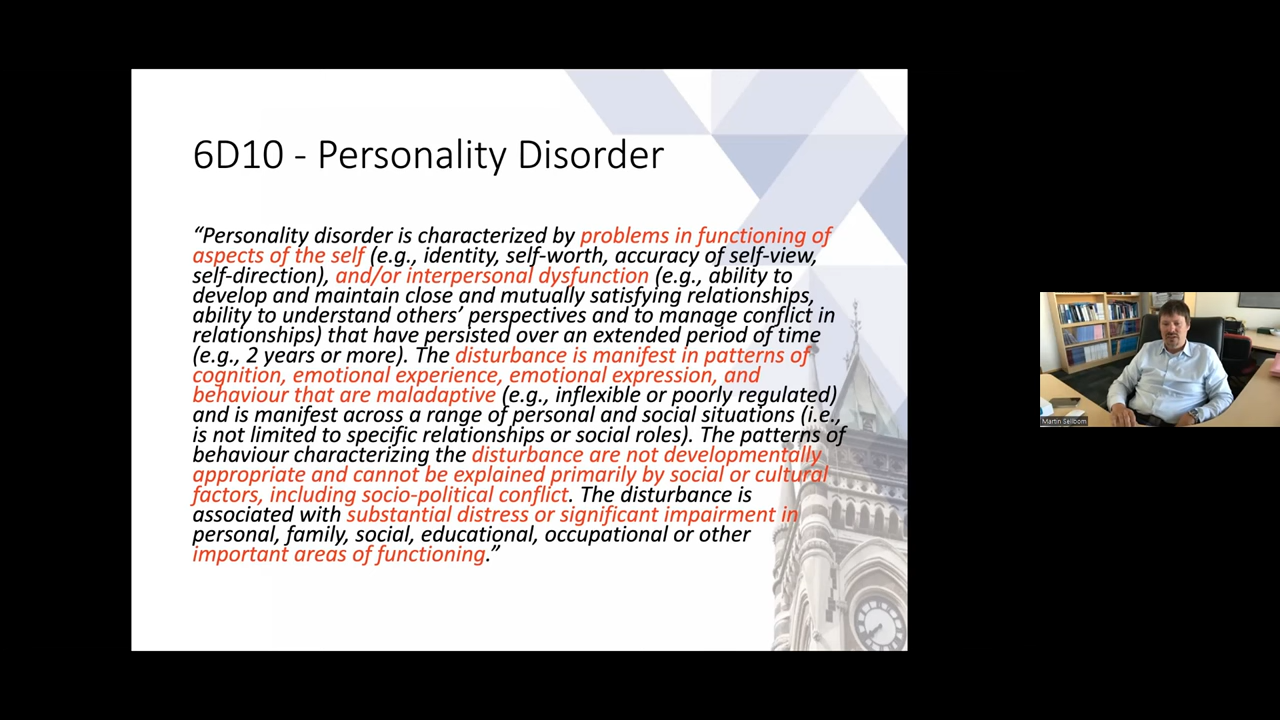 6D10 - Personality Disorder
“Personality disorder is characterized by problems in functioning of
aspects of the self (e.g., identity, self-worth, accuracy of self-view,
self-direction), and/or interpersonal dysfunction (e.g., ability to
develop and maintain close and mutually satisfying relationships,
ability to understand others’ perspectives and to manage conflict in
relationships) that have persisted over an extended period of time
(e.g., 2 years or more). The disturbance is manifest in patterns of
cognition, emotional experience, emotional expression, and
behaviour that are maladaptive (e.g., inflexible or poorly regulated)
and is manifest across a range of personal and social situations (i.e.,
is not limited to specific relationships or social roles). The patterns of
behaviour characterizing the disturbance are not developmentally
appropriate and cannot be explained primarily by social or cultural
factors, including socio-political conflict. The disturbance is
associated with substantial distress or significant impairment in
personal, family, social, educational, occupational or other
important areas of functioning.”
Martin Sellbom